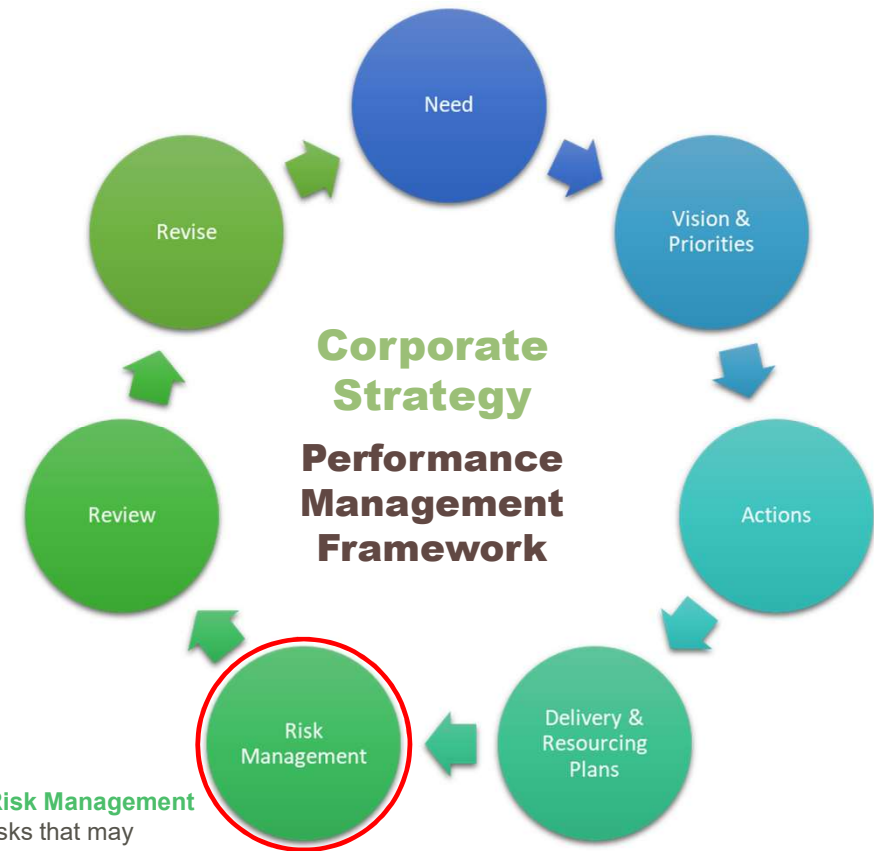 Need
Vision &
Priorities
Actions
Delivery &
Resourcing
Plans
Risk
Management
Review
Revise
Corporate
Strategy
Performance
Management
Framework
Risk Management
sks that may